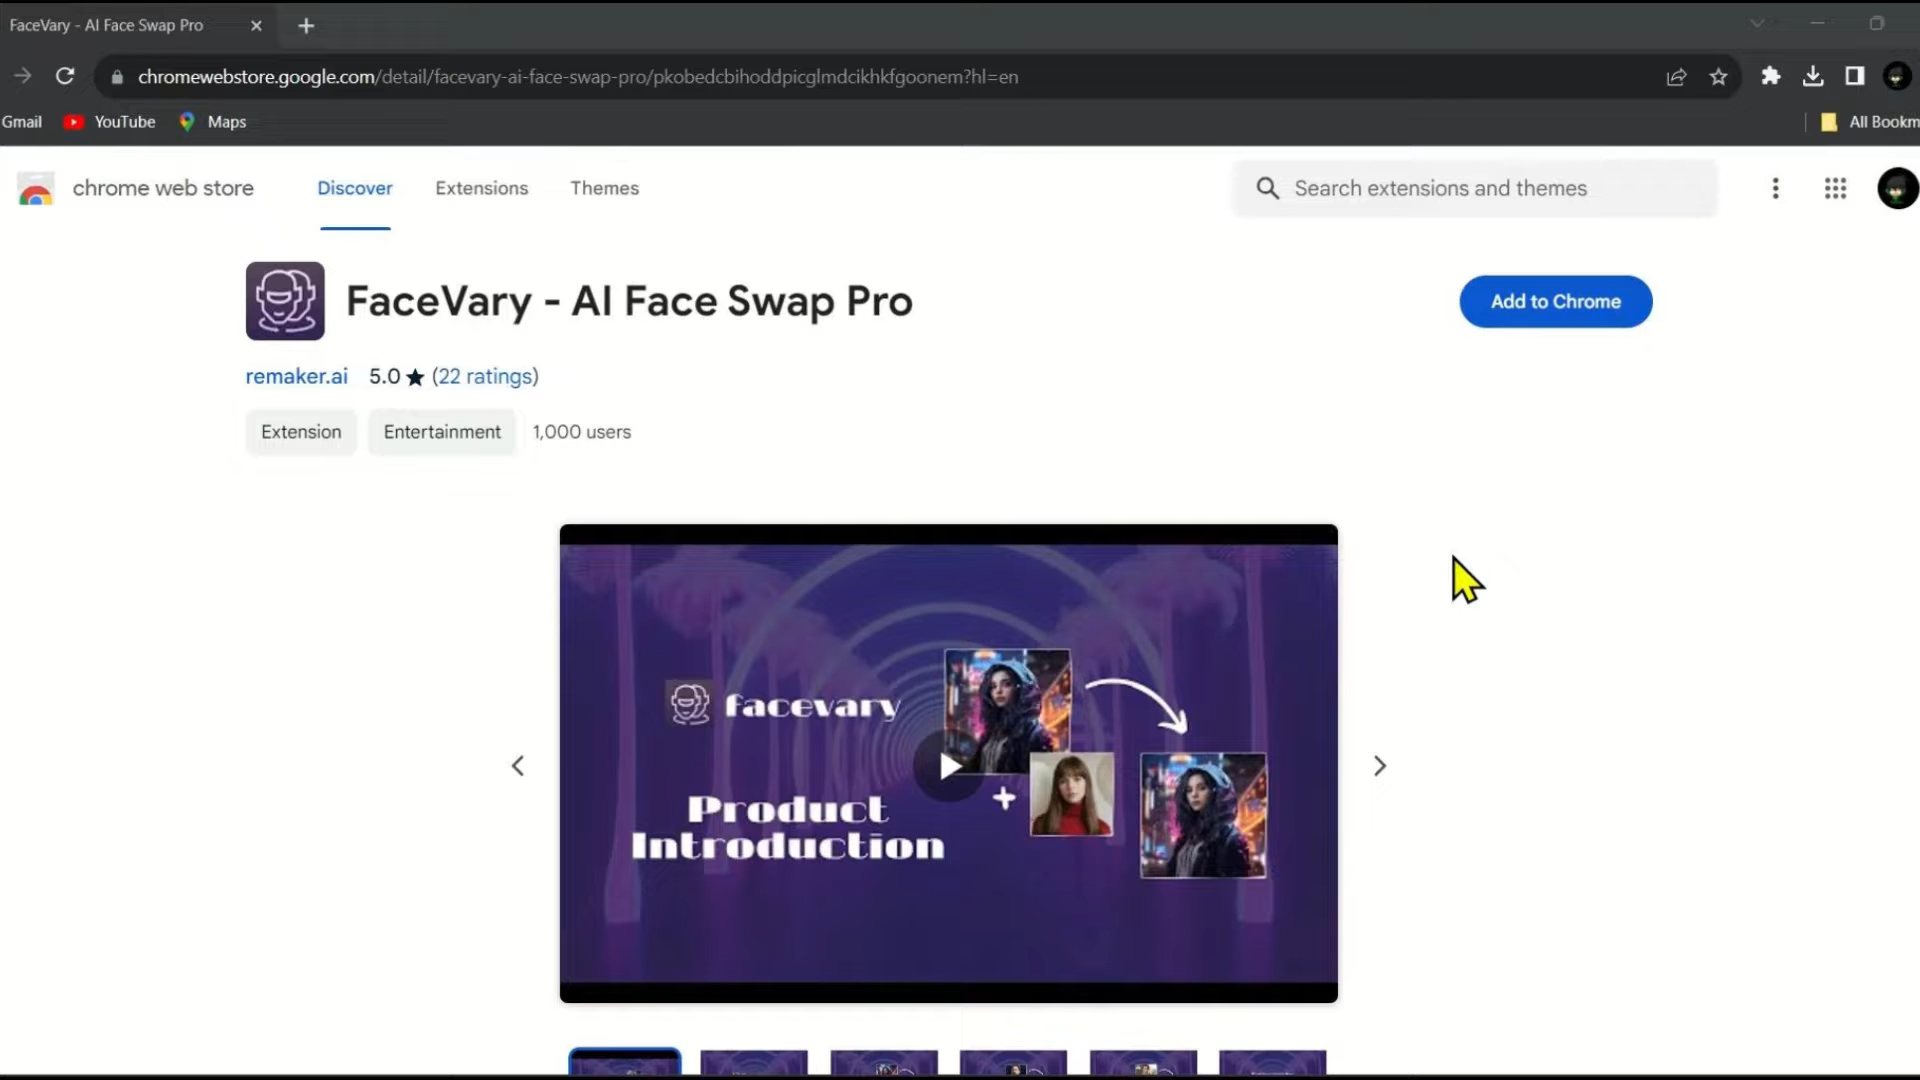 FaceVary - AI Face Swap Pro
chromewebstore.google.com/detail/facevary-ai-face-swap-pro/pkobedcbihoddpicglmdcikhkfgoonem?hl=en
Gmail YouTube Maps All Bookm
chrome web store Discover Extensions Themes Search extensions and themes
FaceVary - AI Face Swap Pro Add to Chrome
remaker.ai 5.0 ★ (22 ratings)
Extension Entertainment 1,000 users
facevary
Product
Introduction